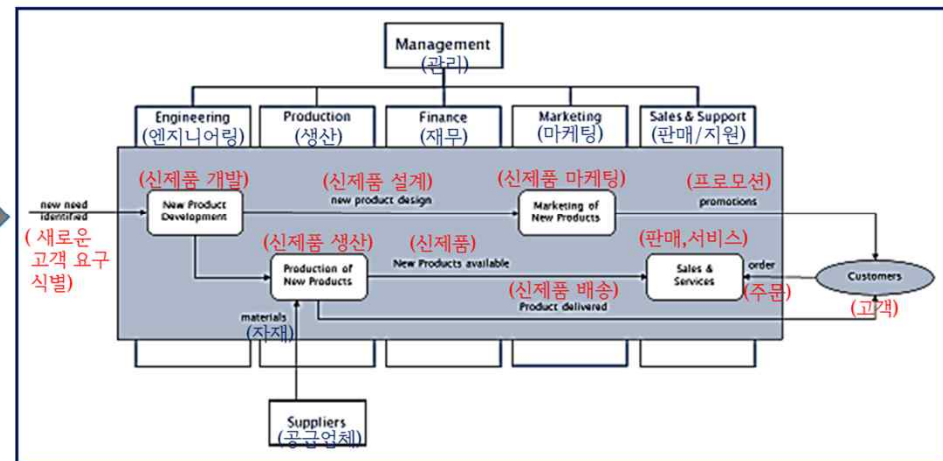 Management
(관리)
Engineering
(엔지니어링)
Production
(생산)
Finance
(재무)
Marketing
(마케팅)
Sales & Support
(판매/지원)
(신제품 개발)
(신제품 설계)
(신제품 마케팅)
(프로모션)
new need
identified
( 새로운
고객 요구
식별)
New Product
Development
new product design
Marketing of
New Products
promotions
(신제품 생산)
(신제품)
(판매,서비스)
Production of
New Products
New Products available
Sales &
Services
order
(주문)
Customers
(고객)
(신제품 배송)
Product delivered
materials
(자재)
Suppliers
(공급업체)